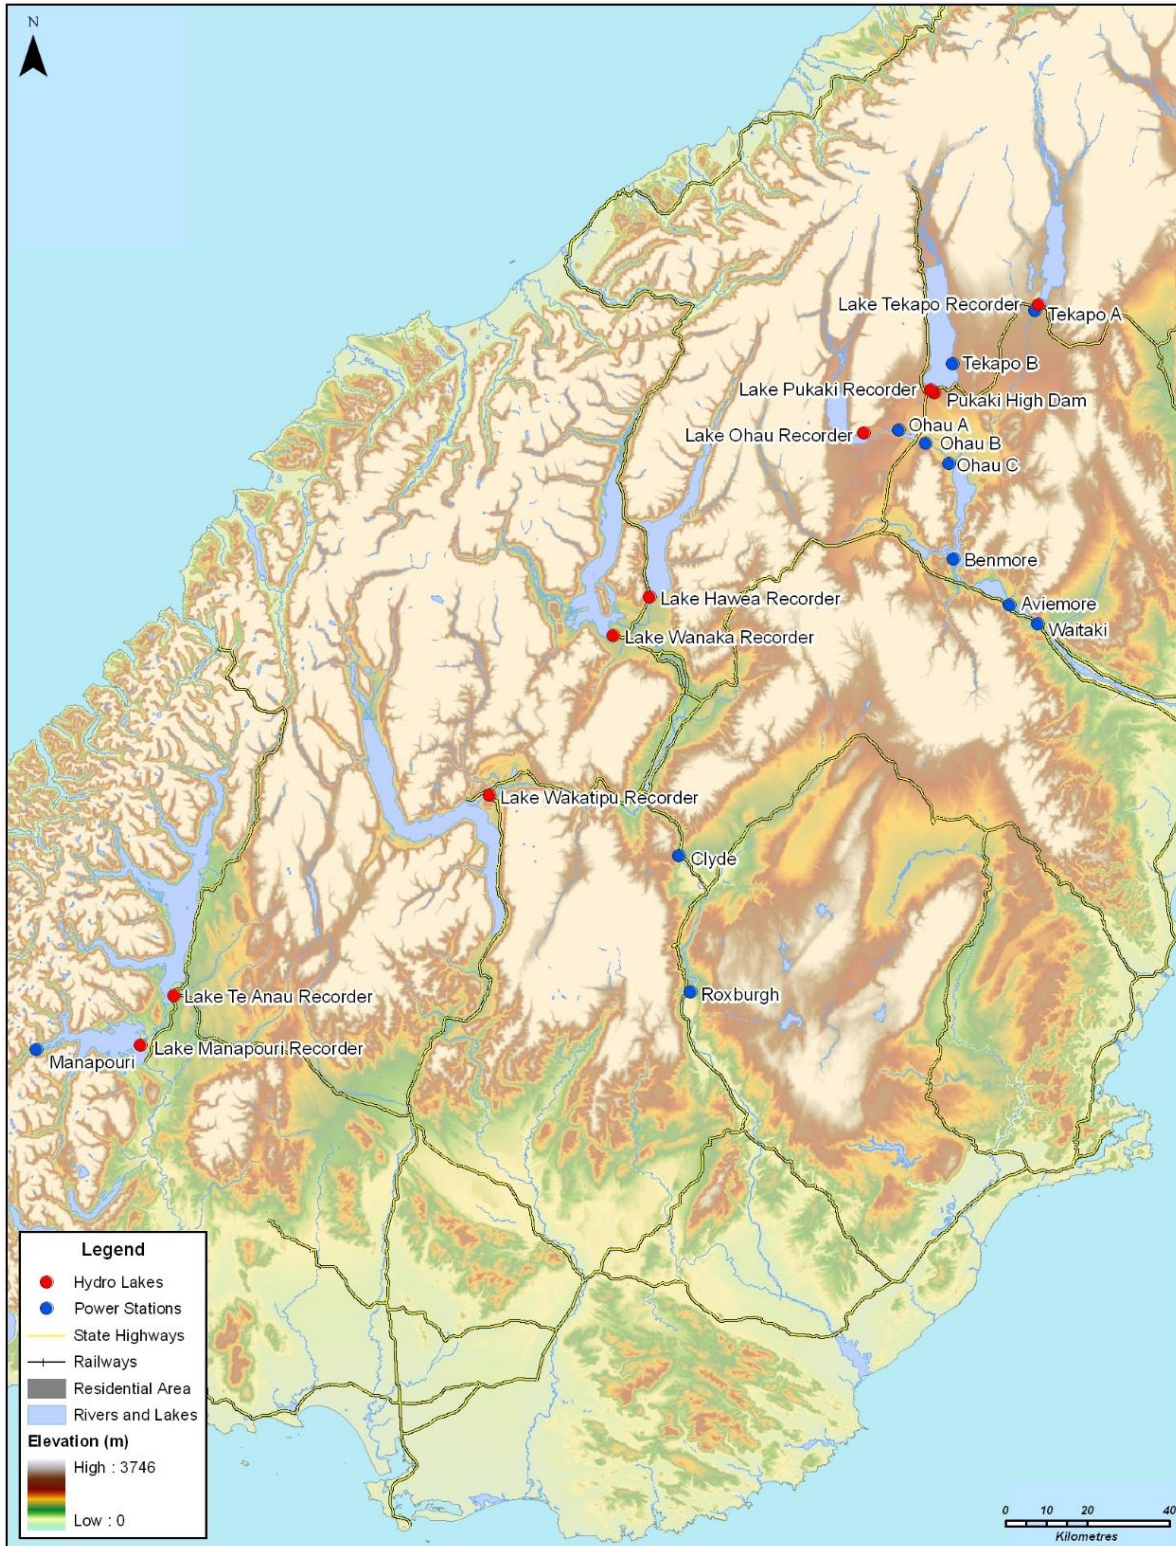 N
Lake Tekapo Recorder
Tekapo A
Tekapo B
Lake Pukaki Recorder
Pukaki High Dam
Ohau A
Lake Ohau Recorder
Ohau B
Ohau C
Benmore
Lake Hawea Recorder
Aviemore
Waitaki
Lake Wanaka Recorder
Lake Wakatipu Recorder
Clyde
Roxburgh
Lake Te Anau Recorder
Lake Manapouri Recorder
Manapouri
Legend
Hydro Lakes
Power Stations
State Highways
Railways
Residential Area
Rivers and Lakes
Elevation (m)
High : 3746
Low : 0
0 10 20 40
Kilometres